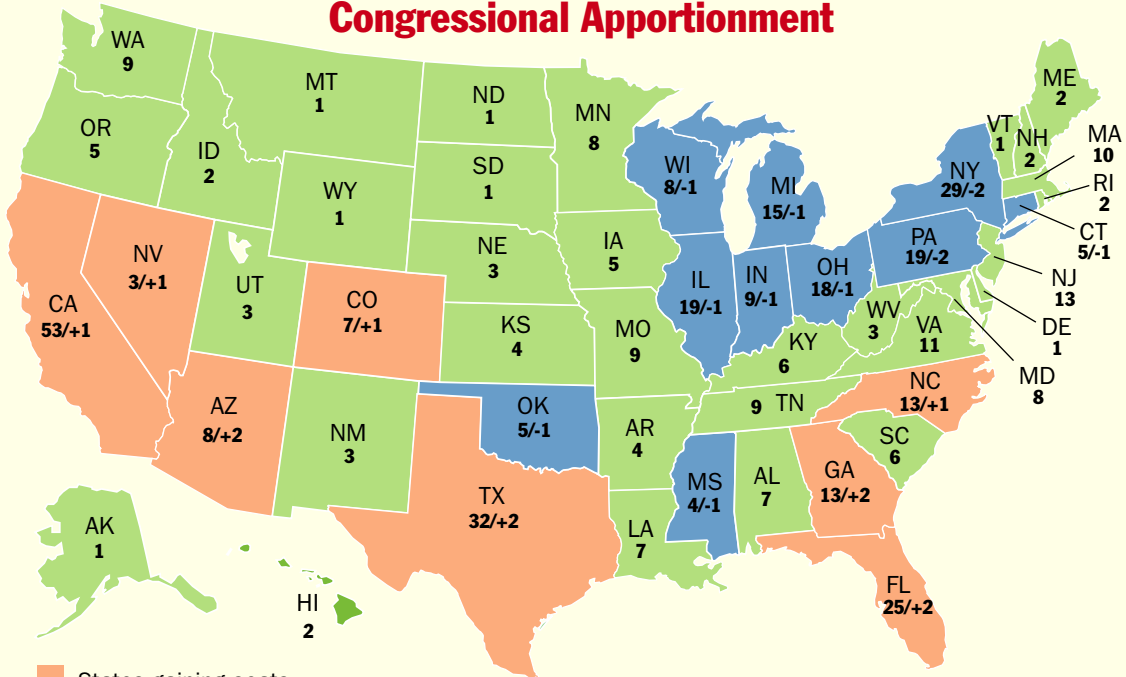 Congressional Apportionment
WA
9
MT
1
ND
1
MN
8
ME
2
VT
1
NH
2
MA
10
OR
5
ID
2
SD
1
WI
8/-1
MI
15/-1
NY
29/-2
RI
2
WY
1
CT
5/-1
NV
3/+1
UT
3
NE
3
IA
5
PA
19/-2
NJ
13
CA
53/+1
CO
7/+1
IL
19/-1
IN
9/-1
OH
18/-1
WV
3
VA
11
DE
1
KS
4
MO
9
KY
6
MD
8
AZ
8/+2
NM
3
OK
5/-1
AR
4
9 TN
NC
13/+1
SC
6
TX
32/+2
MS
4/-1
AL
7
GA
13/+2
LA
7
AK
1
HI
2
FL
25/+2
States gaining seats